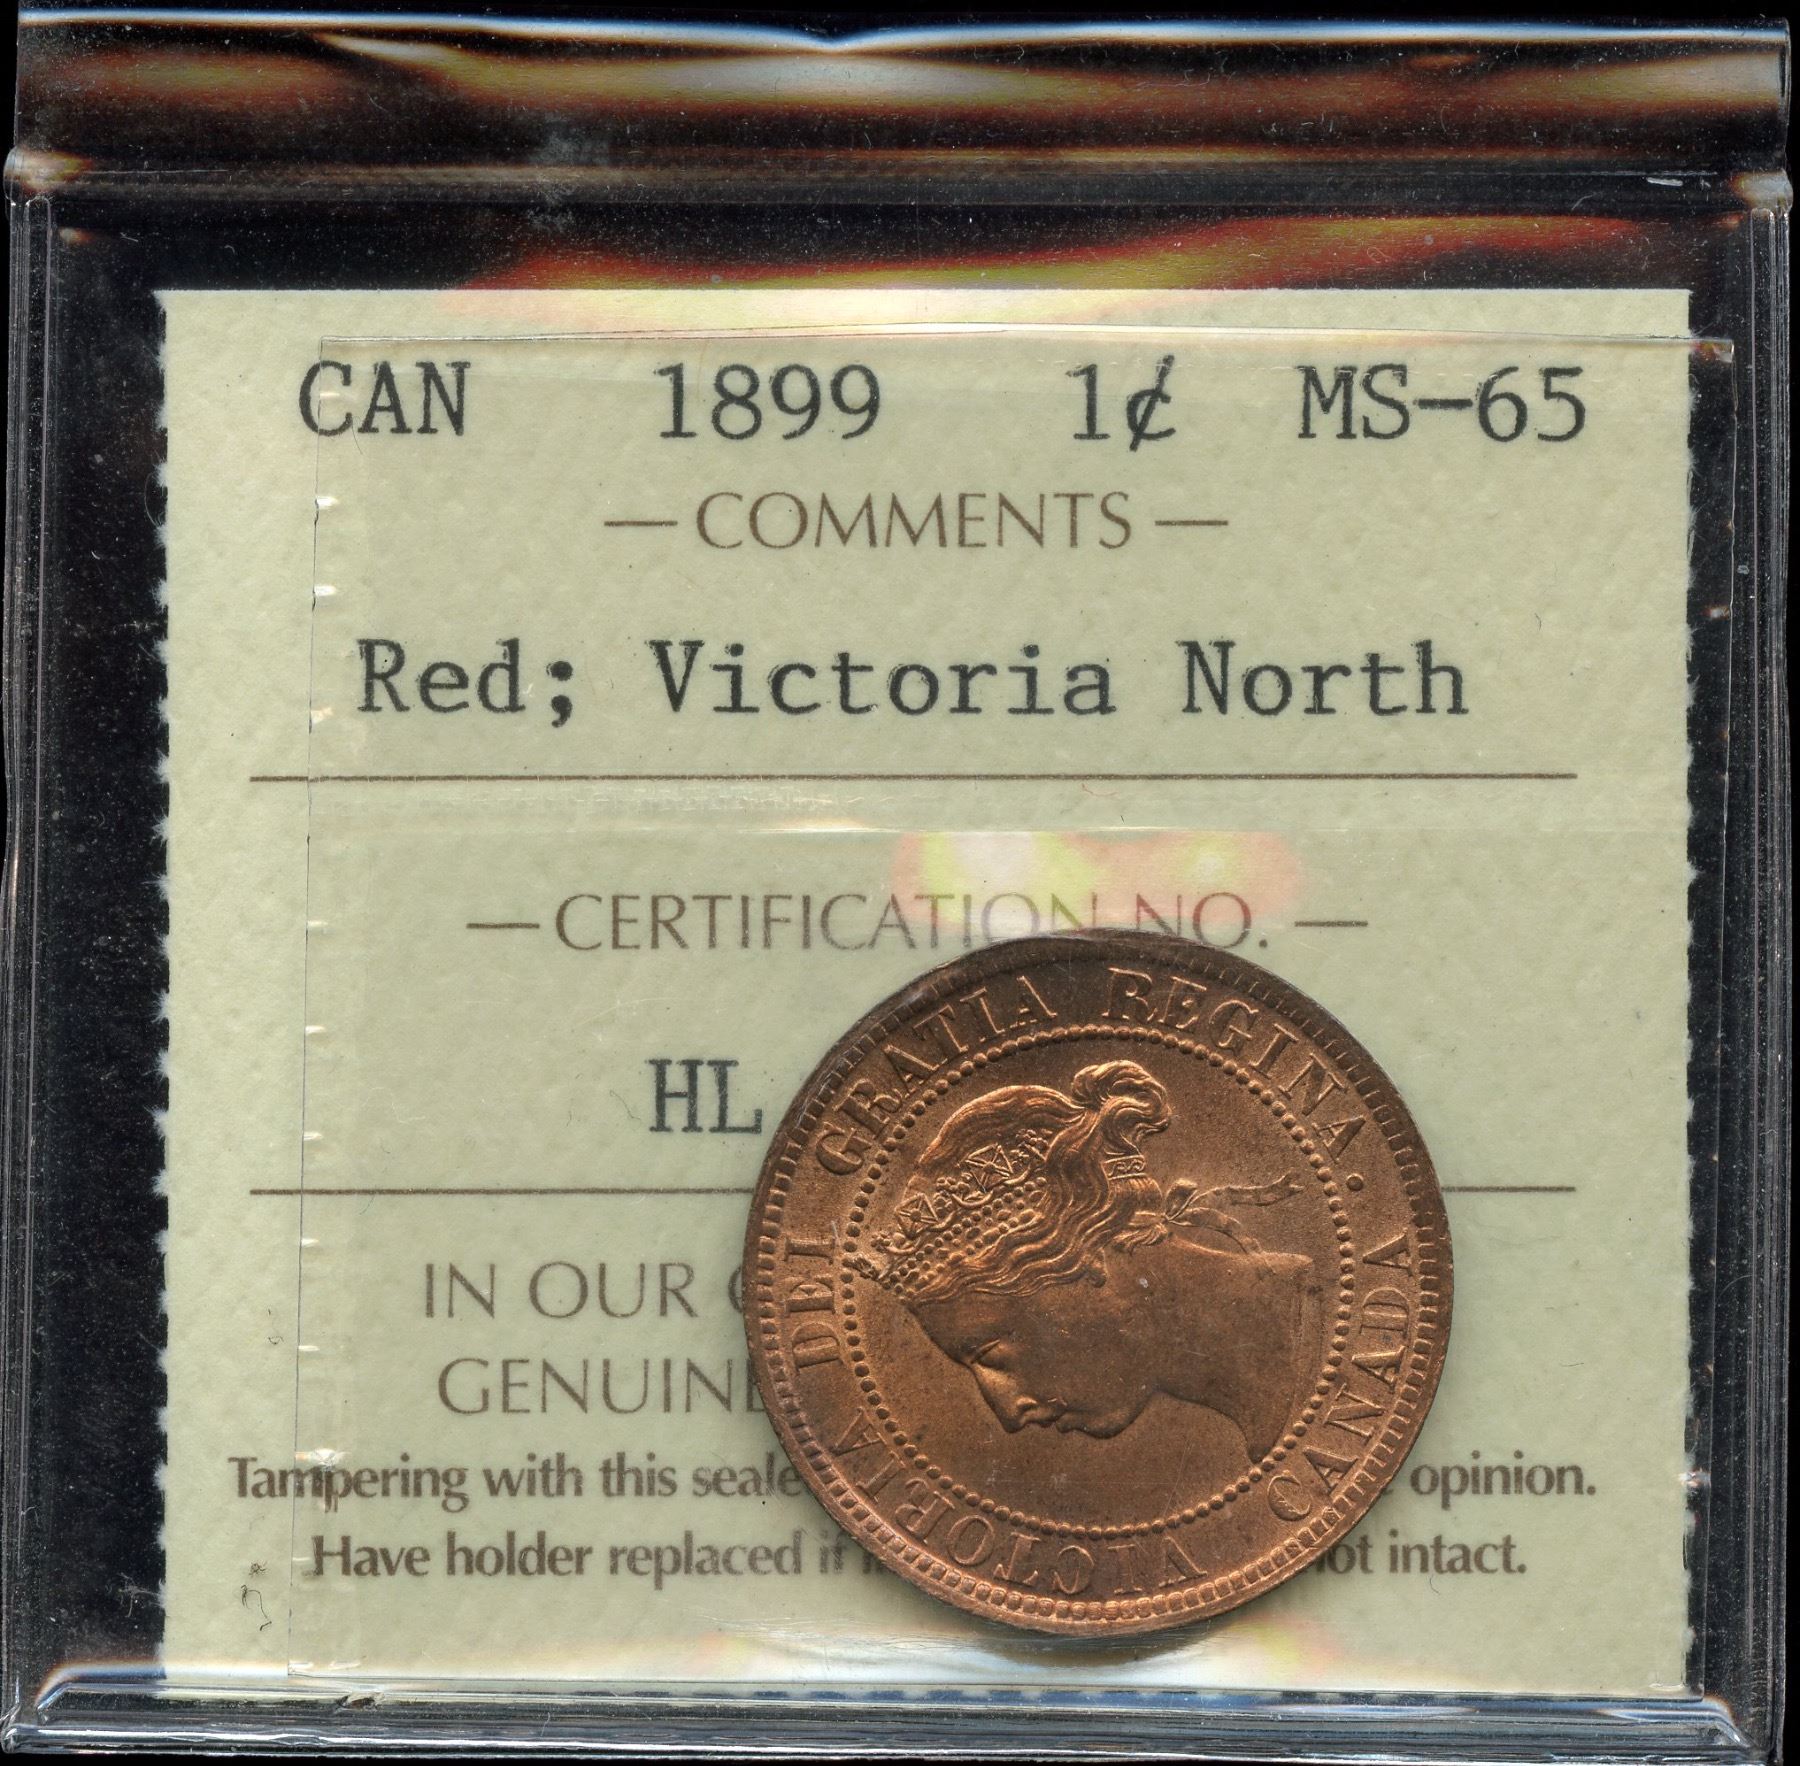 CAN 1899 1¢ MS-65
— COMMENTS —
Red; Victoria North
— CERTIFICATION NO. —
HL
IN OUR
GENUINE
Tampering with this seale opinion.
Have holder replaced if ot intact.
VICTORIA DEI GRATIA REGINA. CANADA